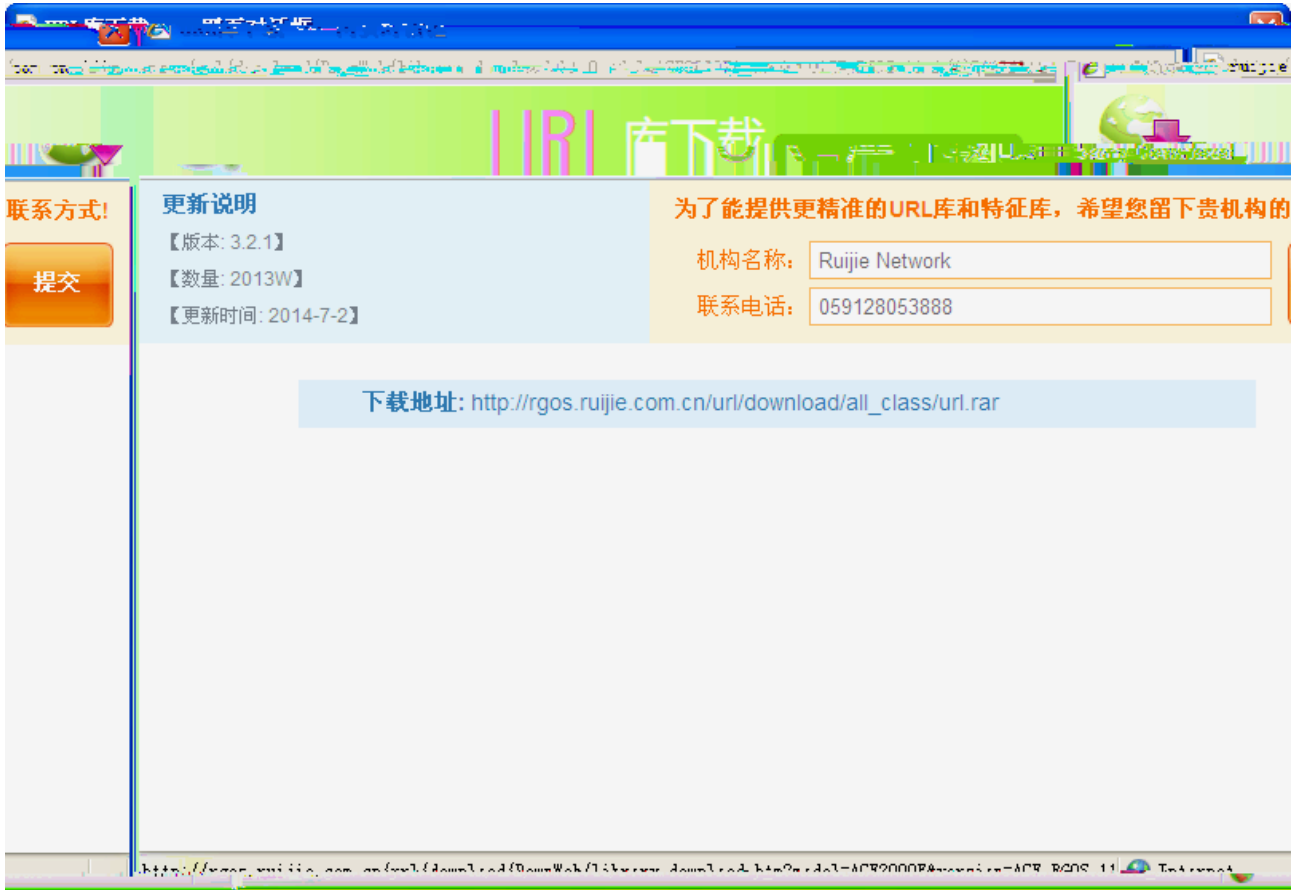 URL 库下载
更新说明
【版本: 3.2.1】
【数量: 2013W】
【更新时间: 2014-7-2】
为了能提供更精准的URL库和特征库，希望您留下贵机构的
联系方式!
机构名称：
Ruijie Network
联系电话：
059128053888
提交
下载地址: http://rgos.ruijie.com.cn/url/download/all_class/url.rar
Internet